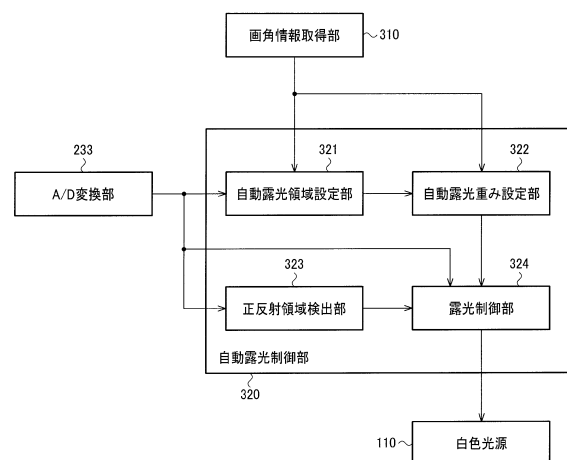 画角情報取得部
310
233
321
322
A/D変換部
自動露光領域設定部
自動露光重み設定部
323
324
正反射領域検出部
露光制御部
自動露光制御部
320
110
白色光源